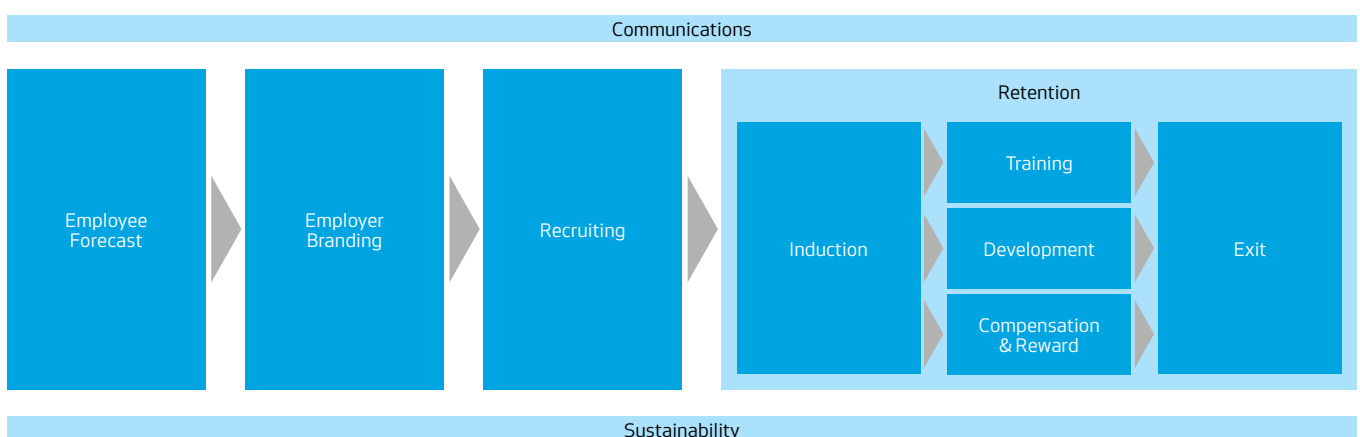 Communications
Employee
Forecast
Employer
Branding
Recruiting
Retention
Induction
Training
Development
Compensation
& Reward
Exit
Sustainability